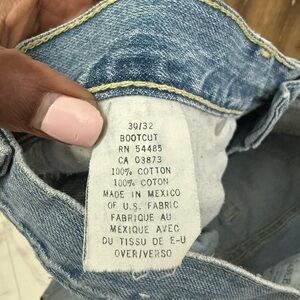 30/32
BOOTCUT
RN 54485
CA 03873
100% COTTON
100% COTON
MADE IN MEXICO
OF U.S. FABRIC
FABRIQUE AU
MEXIQUE AVEC
DU TISSU DE E-U
OVER/VERSO